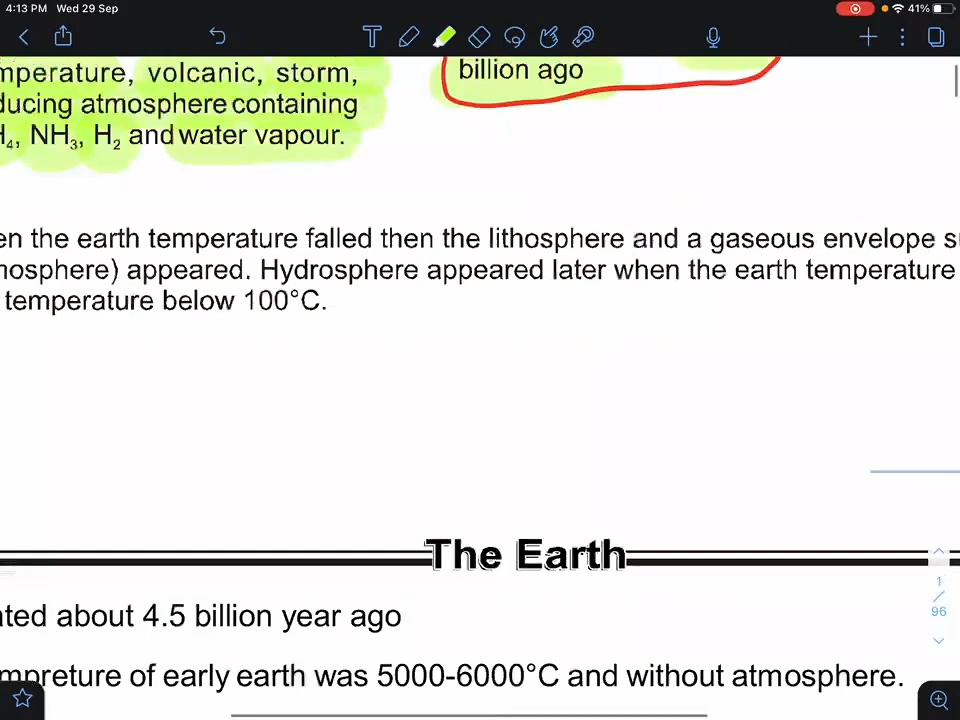 4:13 PM Wed 29 Sep
41%
mperature, volcanic, storm,
ducing atmosphere containing
H₄, NH₃, H₂ and water vapour.
billion ago
en the earth temperature falled then the lithosphere and a gaseous envelope s
nosphere) appeared. Hydrosphere appeared later when the earth temperature
temperature below 100°C.
The Earth
ated about 4.5 billion year ago
mpreture of early earth was 5000-6000°C and without atmosphere.
1
/
96